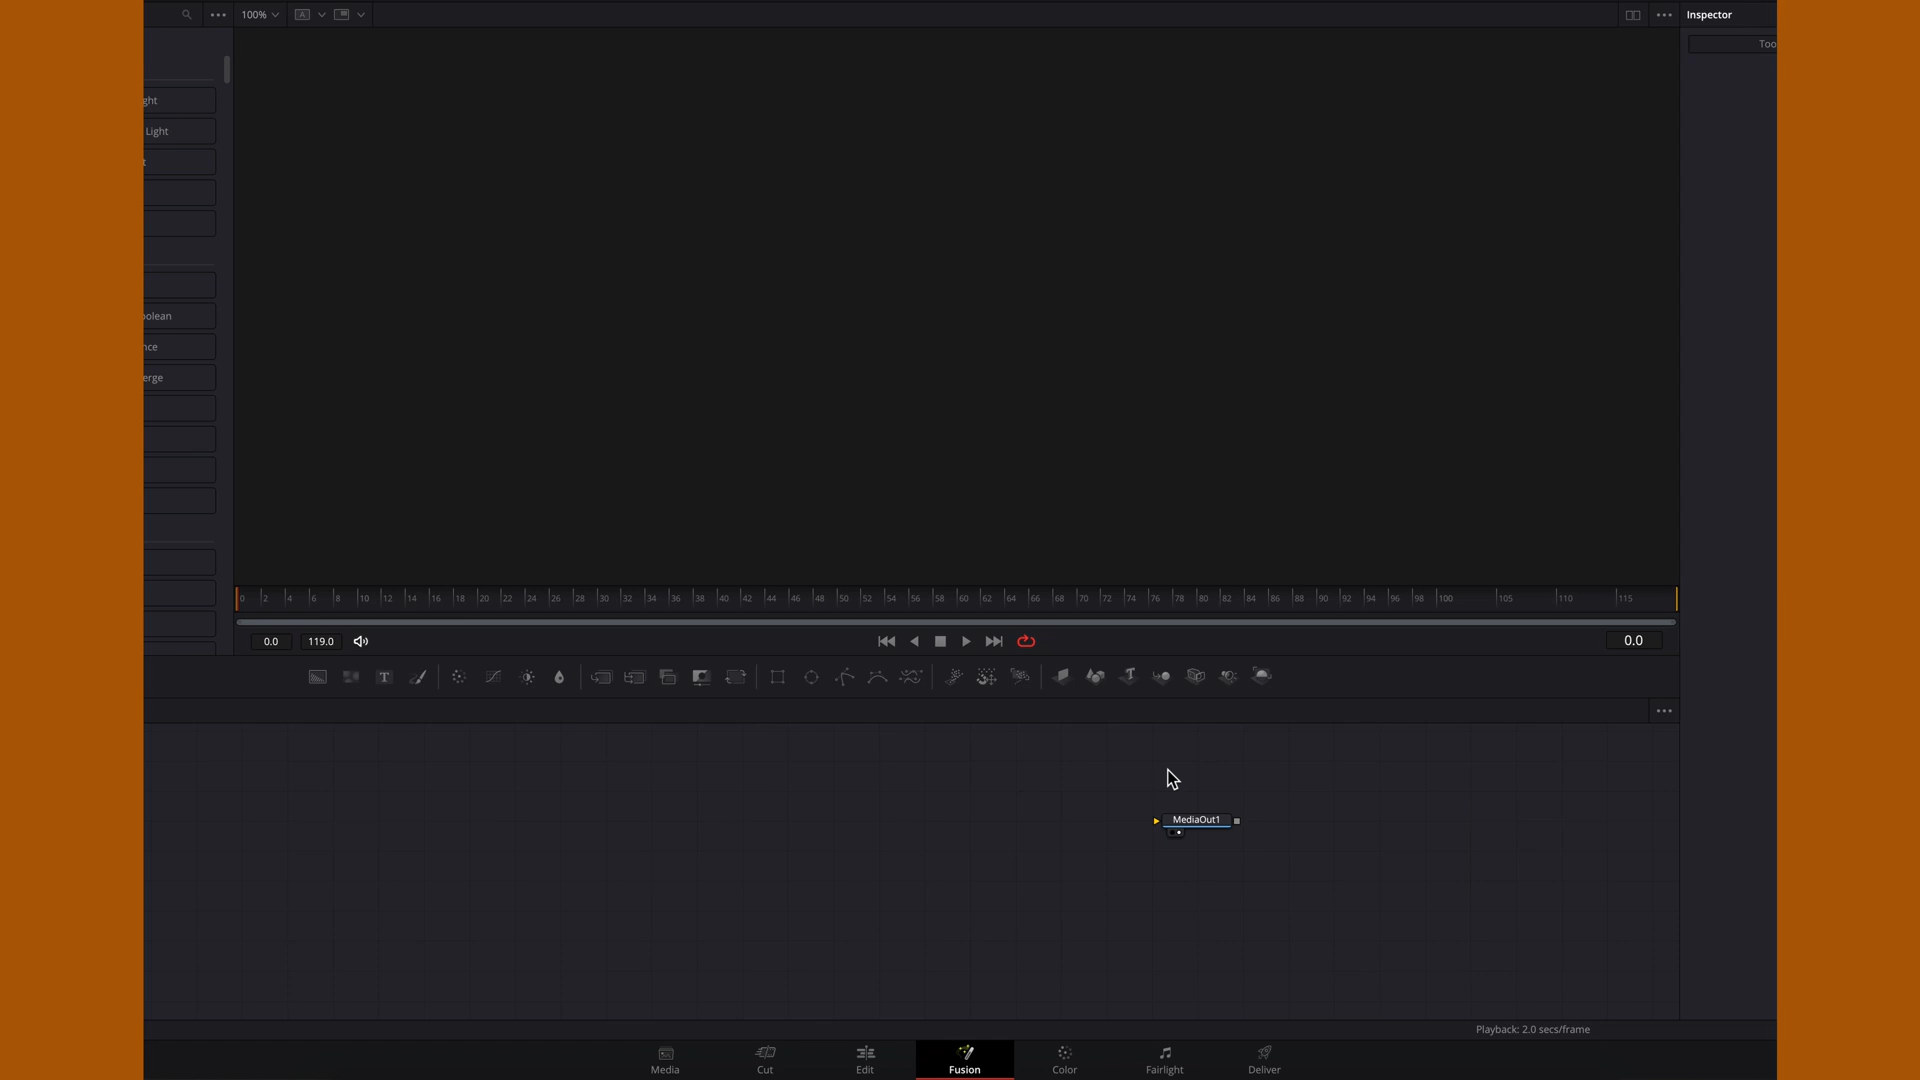 100%
Inspector
Too
ght
Light
t
oolean
nce
erge
0 2 4 6 8 10 12 14 16 18 20 22 24 26 28 30 32 34 36 38 40 42 44 46 48 50 52 54 56 58 60 62 64 66 68 70 72 74 76 78 80 82 84 86 88 90 92 94 96 98 100 105 110 115
0.0 119.0 0.0
T
MediaOut1
Playback: 2.0 secs/frame
Media Cut Edit Fusion Color Fairlight Deliver